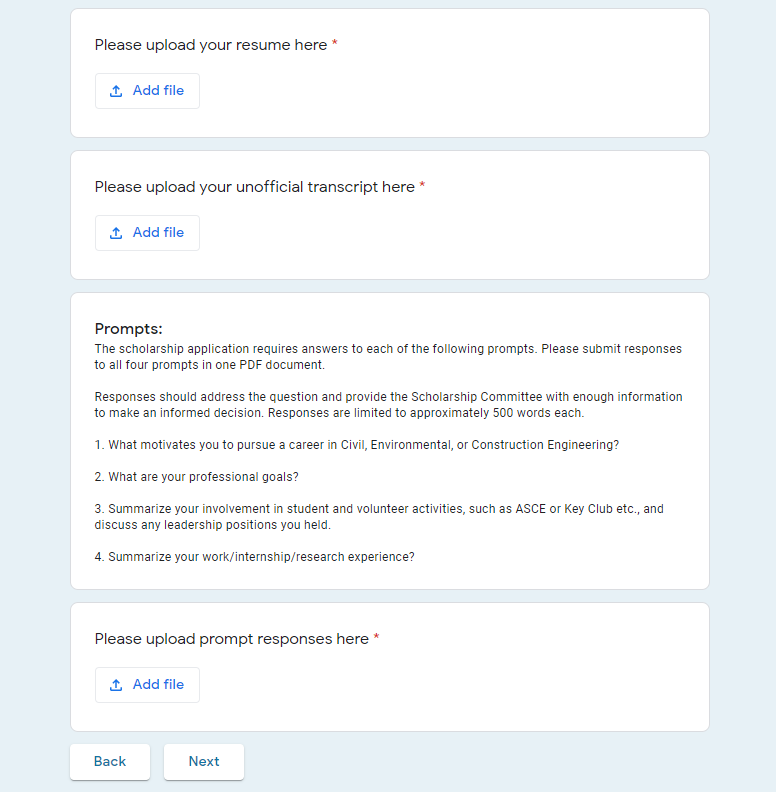 Please upload your resume here *
Add file
Please upload your unofficial transcript here *
Add file
Prompts:
The scholarship application requires answers to each of the following prompts. Please submit responses
to all four prompts in one PDF document.
Responses should address the question and provide the Scholarship Committee with enough information
to make an informed decision. Responses are limited to approximately 500 words each.
1. What motivates you to pursue a career in Civil, Environmental, or Construction Engineering?
2. What are your professional goals?
3. Summarize your involvement in student and volunteer activities, such as ASCE or Key Club etc., and
discuss any leadership positions you held.
4. Summarize your work/internship/research experience?
Please upload prompt responses here *
Add file
Back Next